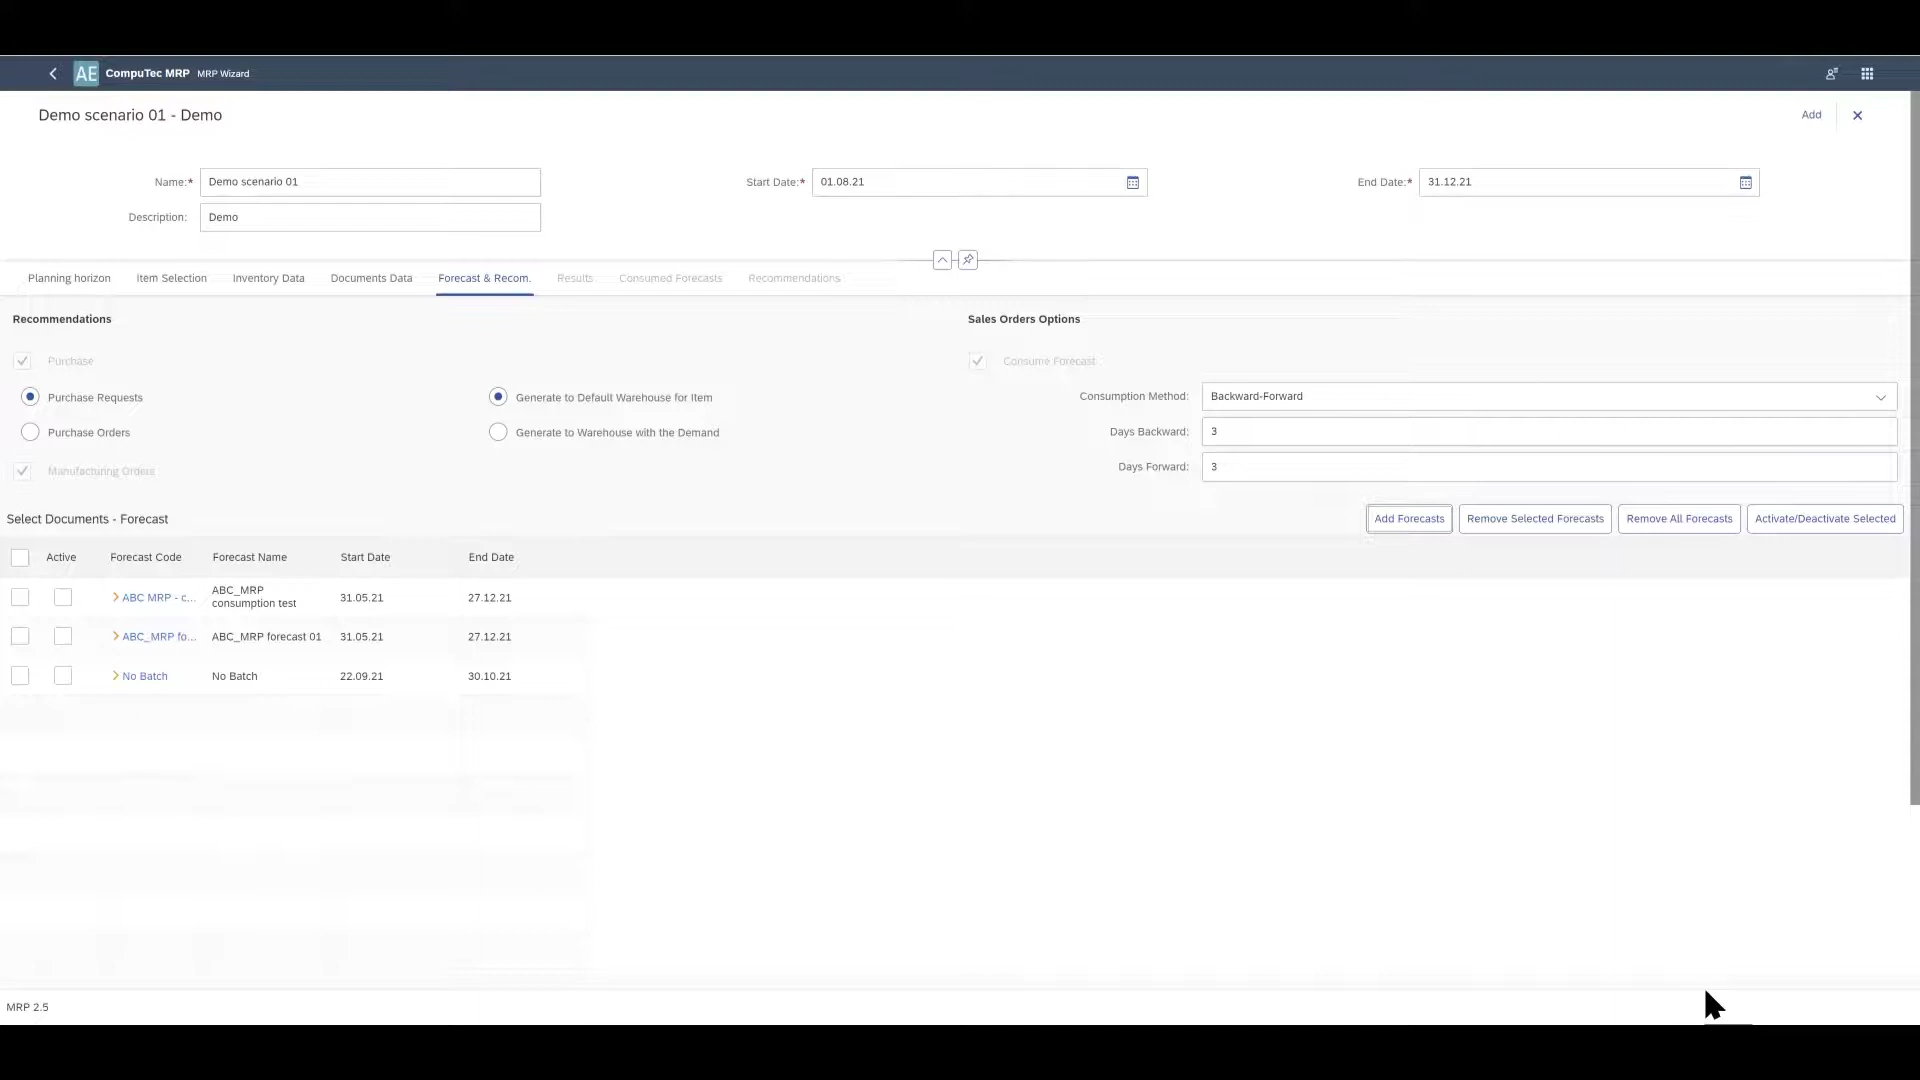 AE CompuTec MRP MRP Wizard
Demo scenario 01 - Demo
Add
Name:* Demo scenario 01 Start Date:* 01.08.21 End Date:* 31.12.21
Description: Demo
Planning horizon Item Selection Inventory Data Documents Data Forecast & Recom. Results Consumed Forecasts Recommendations
Recommendations Sales Orders Options
Purchase Consume Forecast
Purchase Requests Generate to Default Warehouse for Item Consumption Method: Backward-Forward
Purchase Orders Generate to Warehouse with the Demand Days Backward: 3
Manufacturing Orders Days Forward: 3
Select Documents - Forecast Add Forecasts Remove Selected Forecasts Remove All Forecasts Activate/Deactivate Selected
Active Forecast Code Forecast Name Start Date End Date
ABC MRP - c... ABC_MRP consumption test 31.05.21 27.12.21
ABC_MRP fo... ABC_MRP forecast 01 31.05.21 27.12.21
No Batch No Batch 22.09.21 30.10.21
MRP 2.5